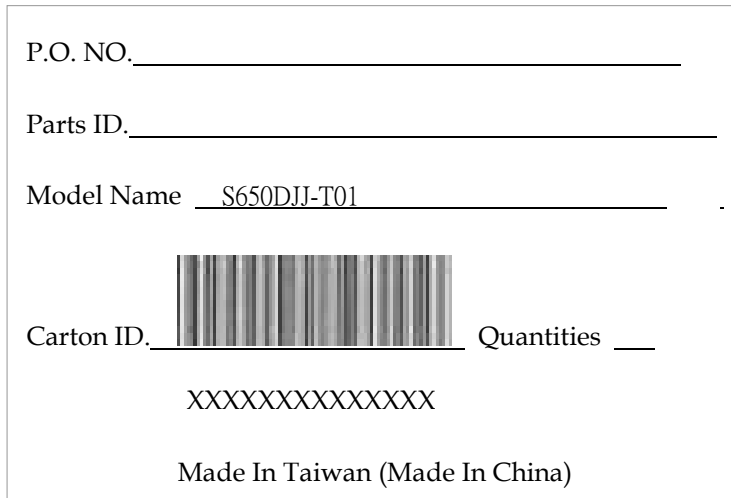 P.O. NO.
Parts ID.
Model Name S650DJJ-T01
Carton ID. Quantities
XXXXXXXXXXXXXX
Made In Taiwan (Made In China)